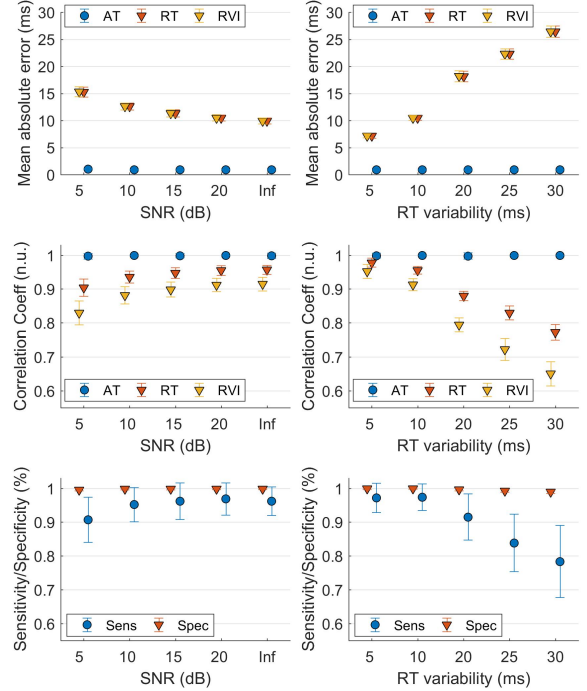 Mean absolute error (ms)
30
25
20
15
10
5
0
AT RT RVI
5 10 15 20 Inf
SNR (dB)
Mean absolute error (ms)
30
25
20
15
10
5
0
AT RT RVI
5 10 20 25 30
RT variability (ms)
Correlation Coeff (n.u.)
1
0.9
0.8
0.7
0.6
AT RT RVI
5 10 15 20 Inf
SNR (dB)
Correlation Coeff (n.u.)
1
0.9
0.8
0.7
0.6
AT RT RVI
5 10 20 25 30
RT variability (ms)
Sensitivity/Specificity (%)
1
0.9
0.8
0.7
0.6
Sens Spec
5 10 15 20 Inf
SNR (dB)
Sensitivity/Specificity (%)
1
0.9
0.8
0.7
0.6
Sens Spec
5 10 20 25 30
RT variability (ms)